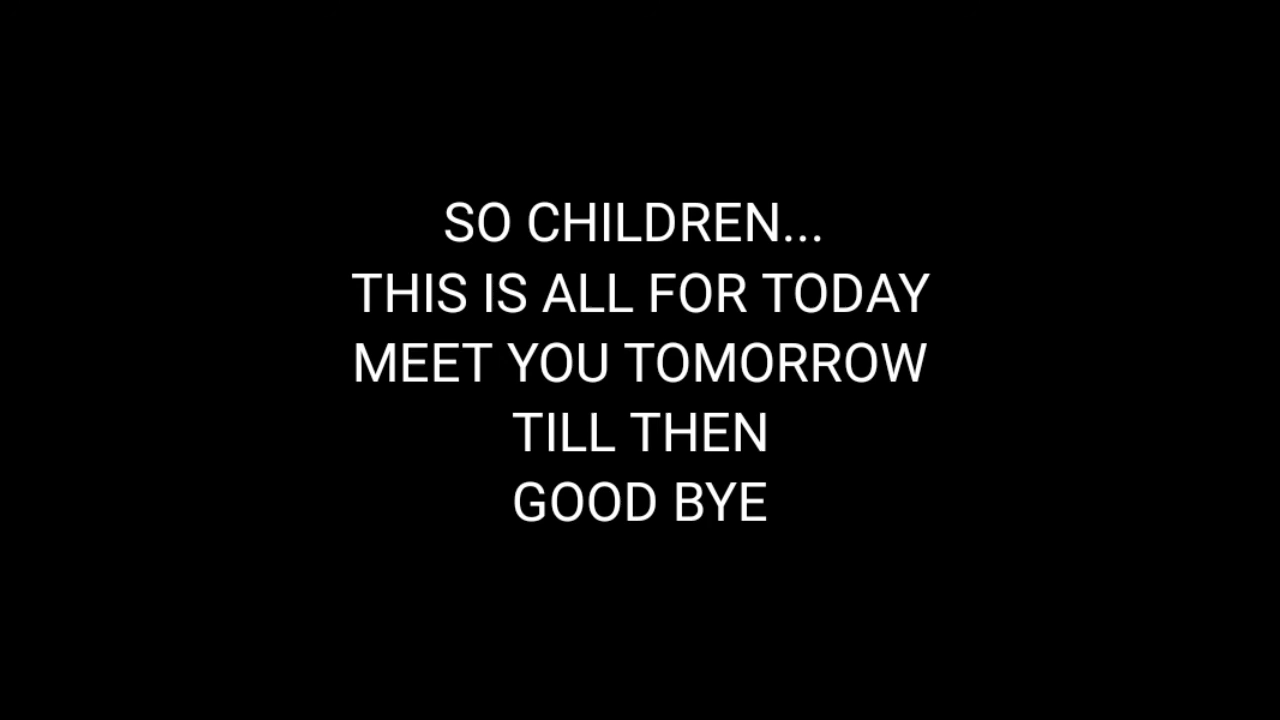 SO CHILDREN...
THIS IS ALL FOR TODAY
MEET YOU TOMORROW
TILL THEN
GOOD BYE